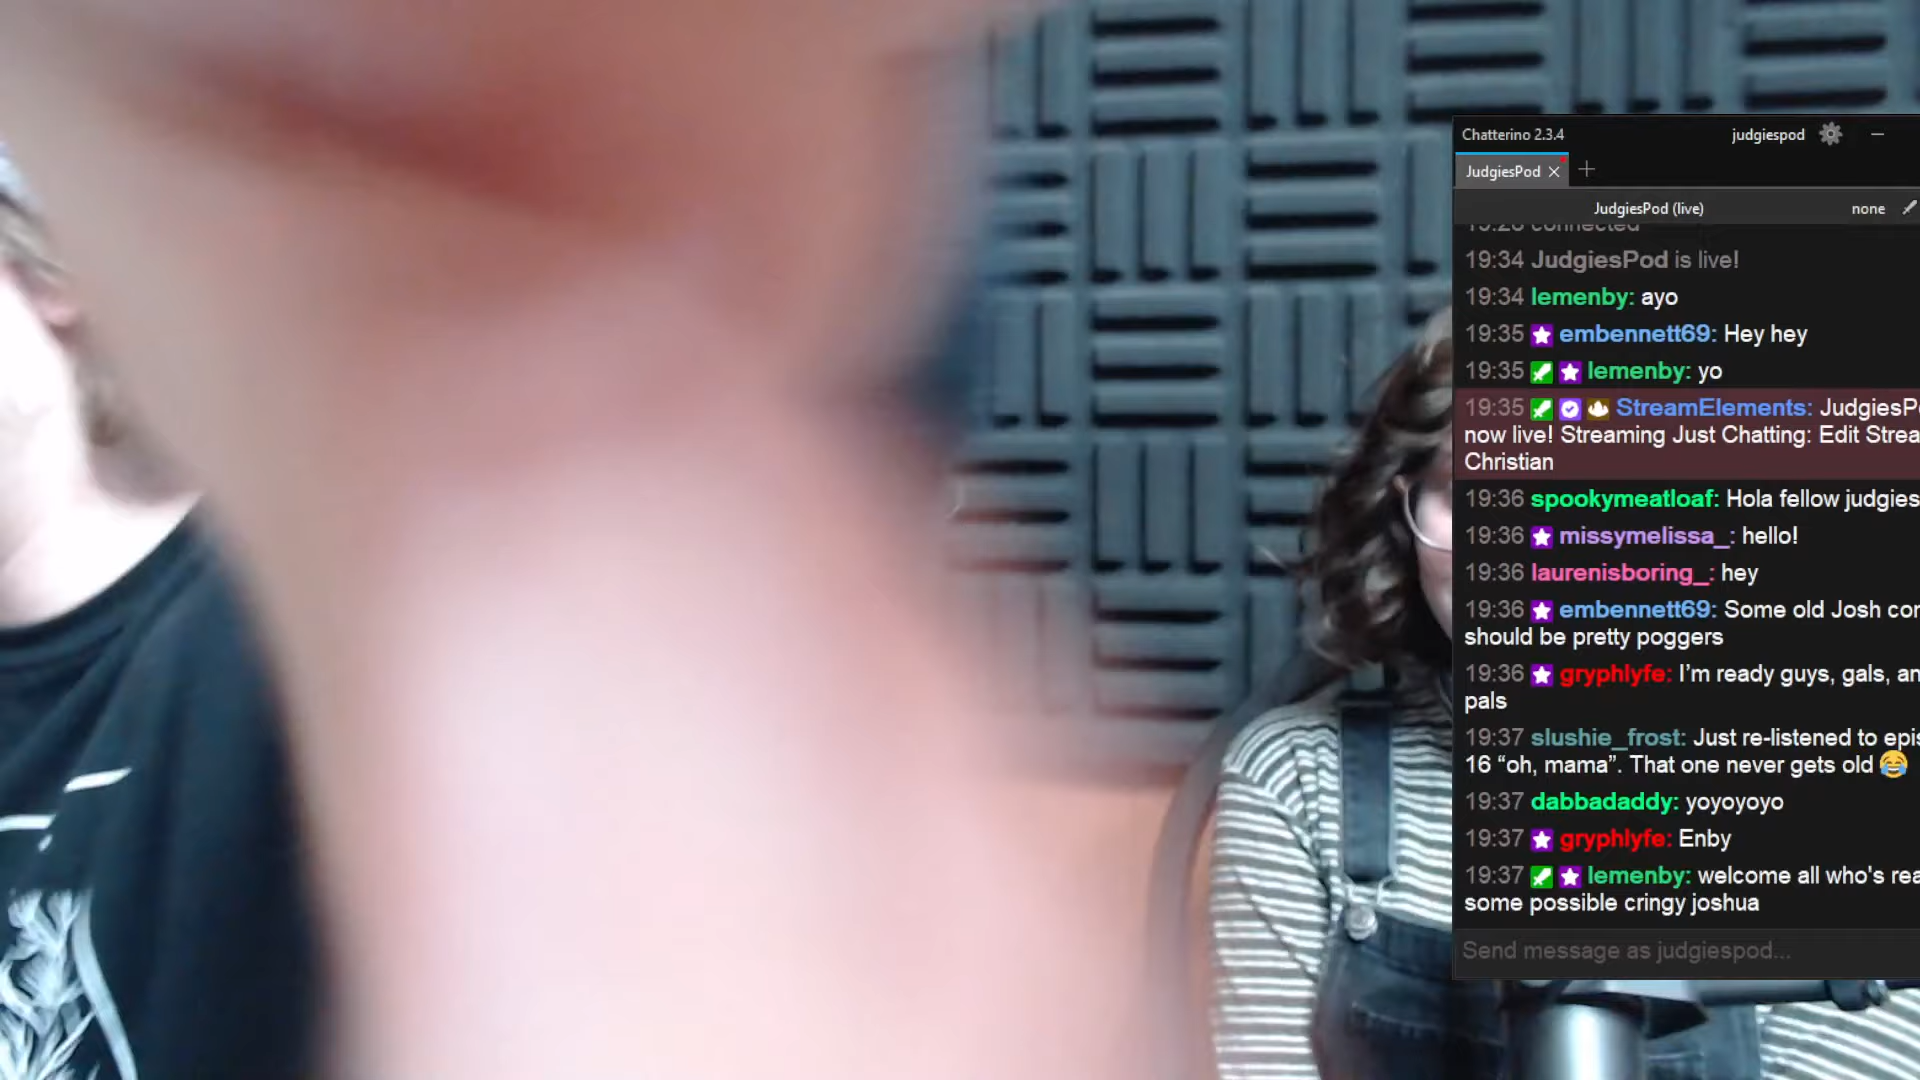 Chatterino 2.3.4
judgiespod
JudgiesPod
JudgiesPod (live)
none
connected
19:34 JudgiesPod is live!
19:34 lemenby: ayo
19:35 embennett69: Hey hey
19:35 lemenby: yo
19:35 StreamElements: JudgiesP
now live! Streaming Just Chatting: Edit Strea
Christian
19:36 spookymeatloaf: Hola fellow judgies
19:36 missymelissa_: hello!
19:36 laurenisboring_: hey
19:36 embennett69: Some old Josh con
should be pretty poggers
19:36 gryphlyfe: I’m ready guys, gals, an
pals
19:37 slushie_frost: Just re-listened to epis
16 “oh, mama”. That one never gets old 😂
19:37 dabbadaddy: yoyoyoyo
19:37 gryphlyfe: Enby
19:37 lemenby: welcome all who's rea
some possible cringy joshua
Send message as judgiespod...